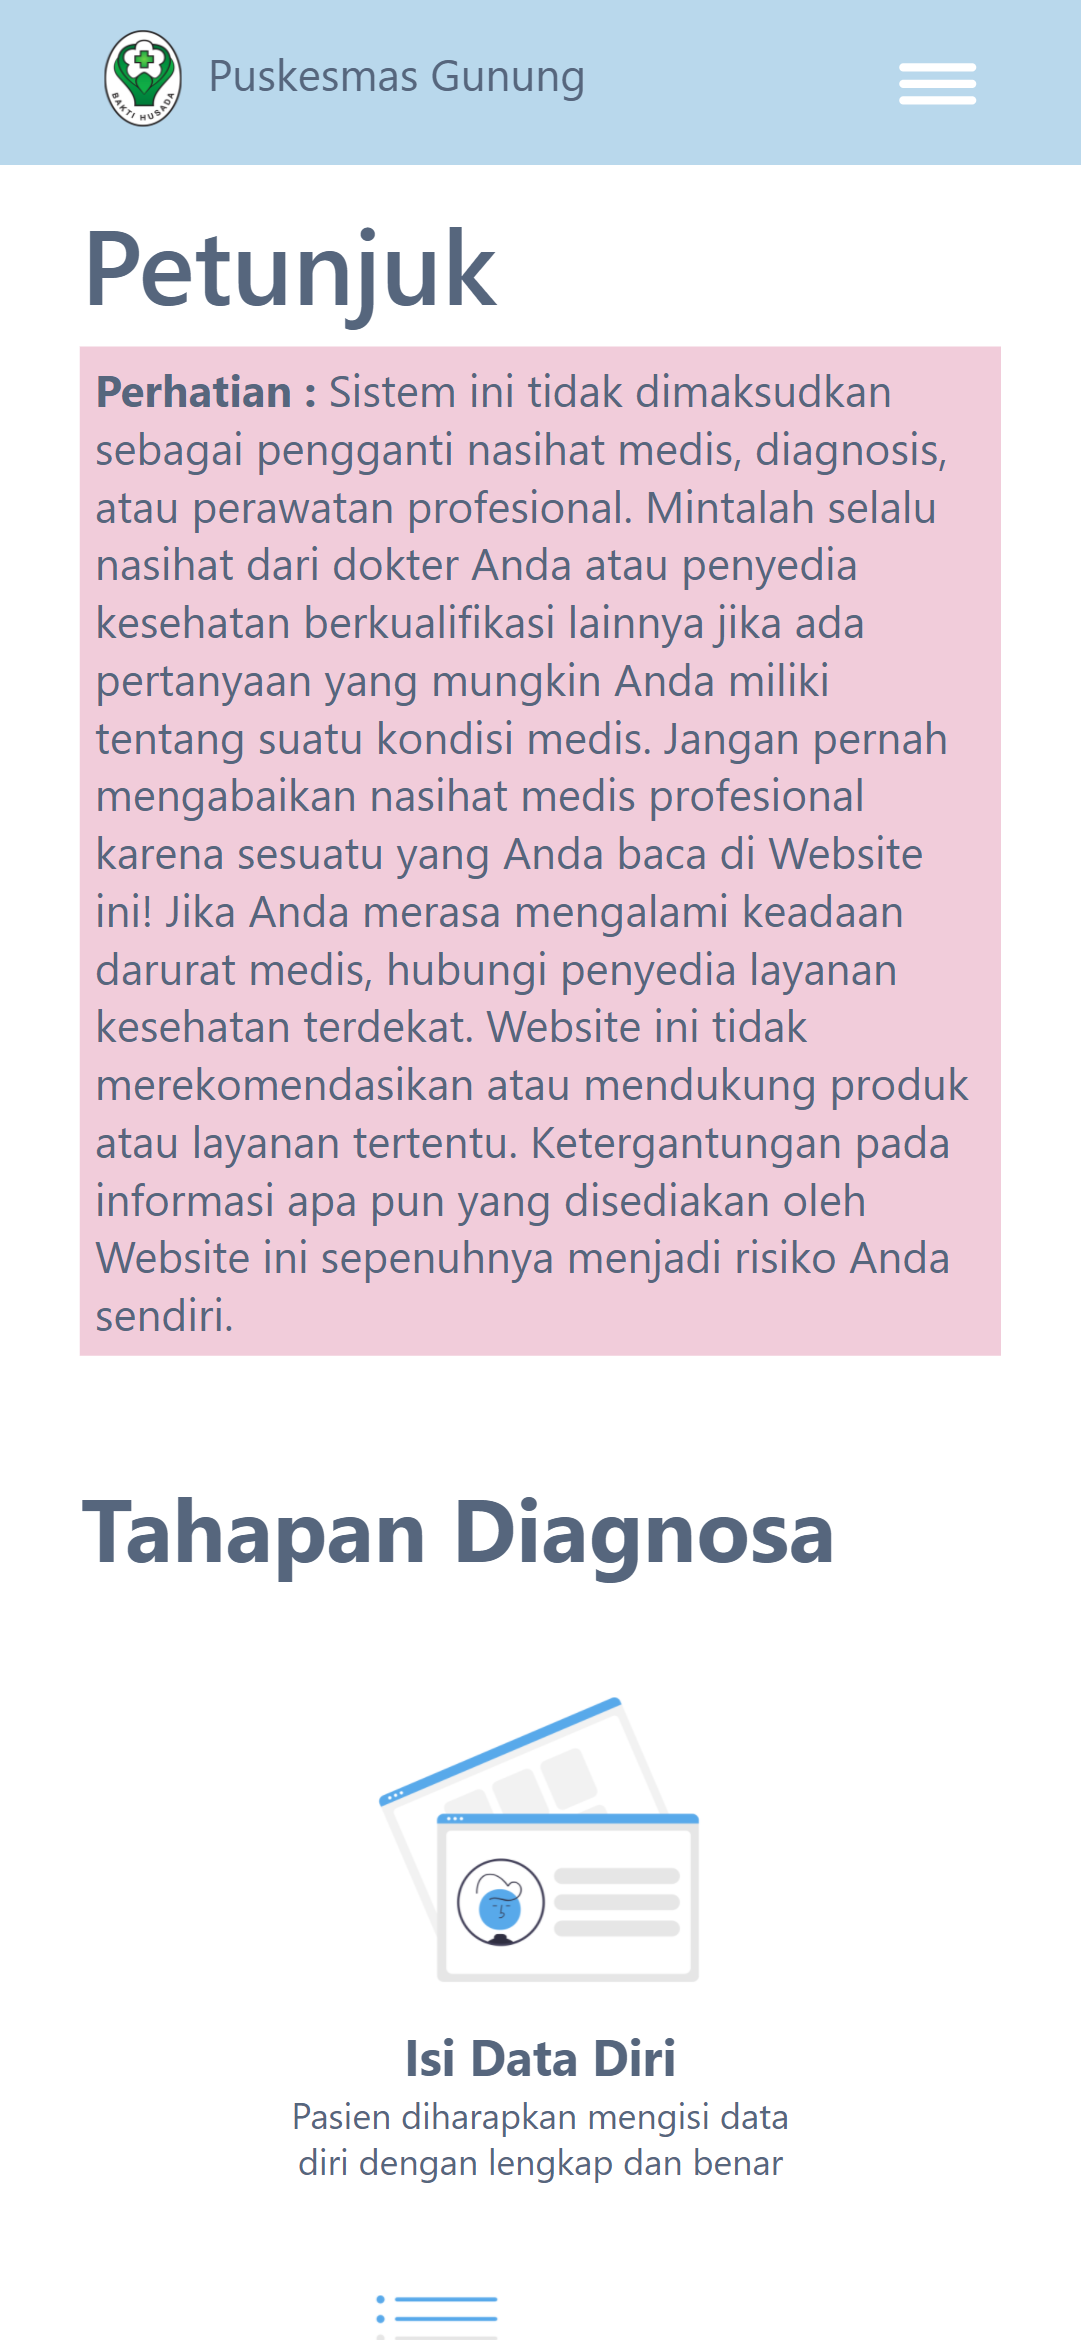 BAKTI HUSADA
Puskesmas Gunung
Petunjuk
Perhatian : Sistem ini tidak dimaksudkan
sebagai pengganti nasihat medis, diagnosis,
atau perawatan profesional. Mintalah selalu
nasihat dari dokter Anda atau penyedia
kesehatan berkualifikasi lainnya jika ada
pertanyaan yang mungkin Anda miliki
tentang suatu kondisi medis. Jangan pernah
mengabaikan nasihat medis profesional
karena sesuatu yang Anda baca di Website
ini! Jika Anda merasa mengalami keadaan
darurat medis, hubungi penyedia layanan
kesehatan terdekat. Website ini tidak
merekomendasikan atau mendukung produk
atau layanan tertentu. Ketergantungan pada
informasi apa pun yang disediakan oleh
Website ini sepenuhnya menjadi risiko Anda
sendiri.
Tahapan Diagnosa
Isi Data Diri
Pasien diharapkan mengisi data
diri dengan lengkap dan benar